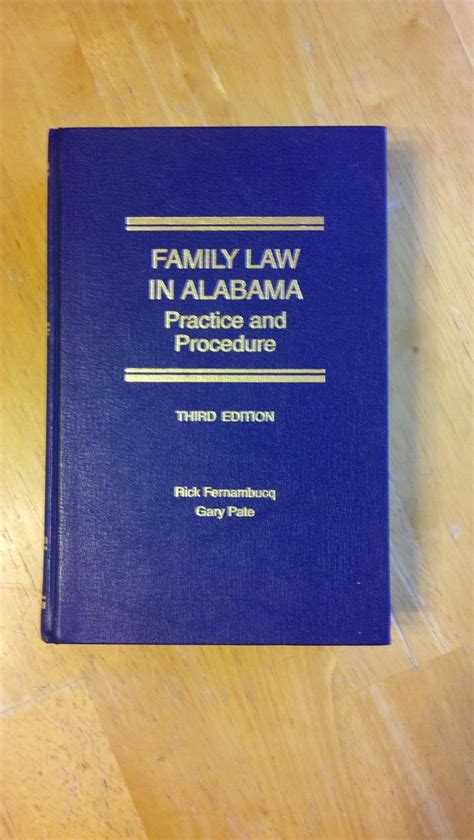 FAMILY LAW
IN ALABAMA
Practice and
Procedure
THIRD EDITION
Rick Fernambucq
Gary Pate